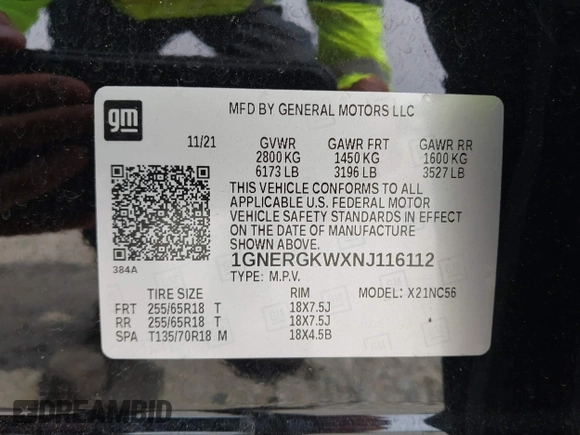 gm
MFD BY GENERAL MOTORS LLC
11/21 GVWR GAWR FRT GAWR RR
2800 KG 1450 KG 1600 KG
6173 LB 3196 LB 3527 LB
THIS VEHICLE CONFORMS TO ALL
APPLICABLE U.S. FEDERAL MOTOR
VEHICLE SAFETY STANDARDS IN EFFECT
ON THE DATE OF MANUFACTURE
SHOWN ABOVE.
384A
1GNERGKWXNJ116112
TYPE: M.P.V.
TIRE SIZE RIM MODEL: X21NC56
FRT 255/65R18 T 18X7.5J
RR 255/65R18 T 18X7.5J
SPA T135/70R18 M 18X4.5B
DREAMBID